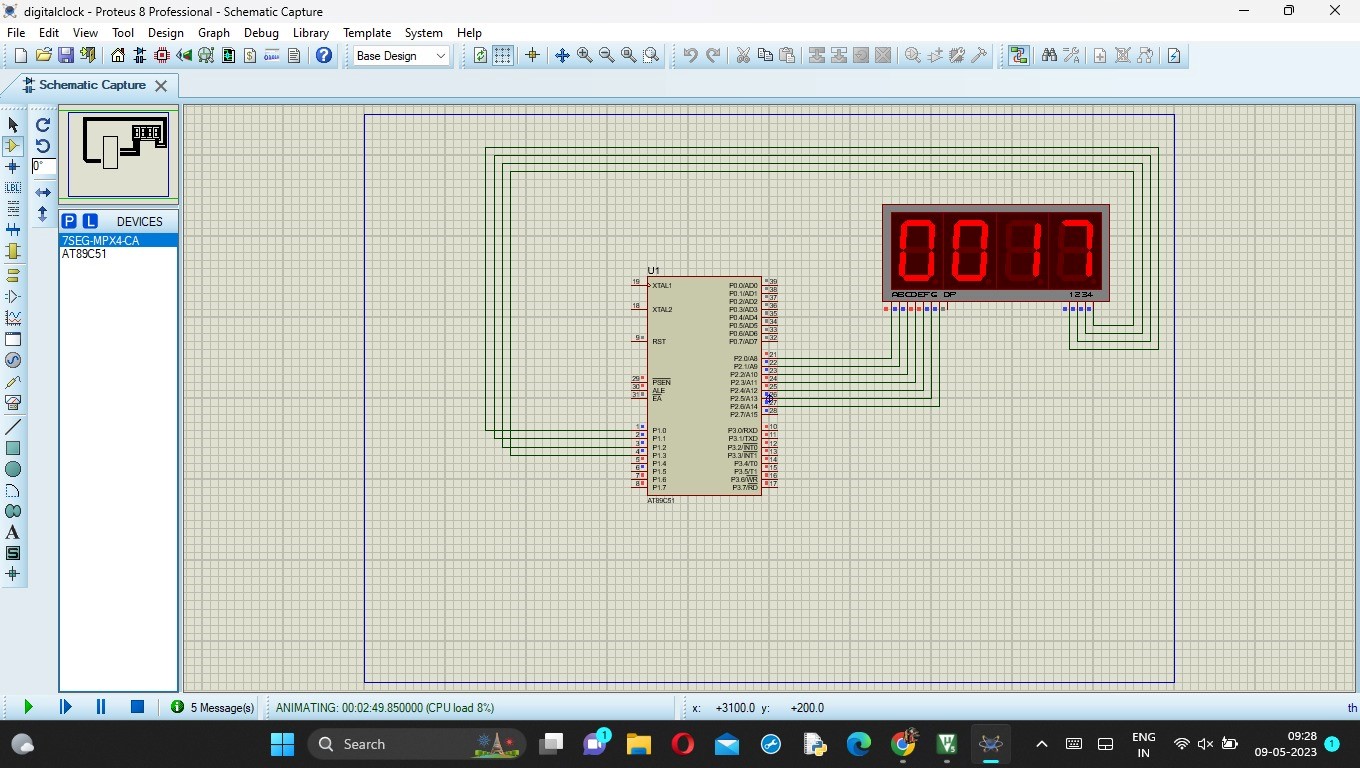 digitalclock - Proteus 8 Professional - Schematic Capture
File Edit View Tool Design Graph Debug Library Template System Help
Base Design
Schematic Capture
0°
LBL
P L DEVICES
7SEG-MPX4-CA
AT89C51
A
S
0017
ABCDEFG DP 1234
U1
19 XTAL1
18 XTAL2
9 RST
29 PSEN
30 ALE
31 EA
1 P1.0
2 P1.1
3 P1.2
4 P1.3
5 P1.4
6 P1.5
7 P1.6
8 P1.7
P0.0/AD0 39
P0.1/AD1 38
P0.2/AD2 37
P0.3/AD3 36
P0.4/AD4 35
P0.5/AD5 34
P0.6/AD6 33
P0.7/AD7 32
P2.0/A8 21
P2.1/A9 22
P2.2/A10 23
P2.3/A11 24
P2.4/A12 25
P2.5/A13 26
P2.6/A14 27
P2.7/A15 28
P3.0/RXD 10
P3.1/TXD 11
P3.2/INT0 12
P3.3/INT1 13
P3.4/T0 14
P3.5/T1 15
P3.6/WR 16
P3.7/RD 17
AT89C51
5 Message(s)
ANIMATING: 00:02:49.850000 (CPU load 8%)
x: +3100.0 y: +200.0
th
Search
1
ENG
IN
09:28
09-05-2023
1